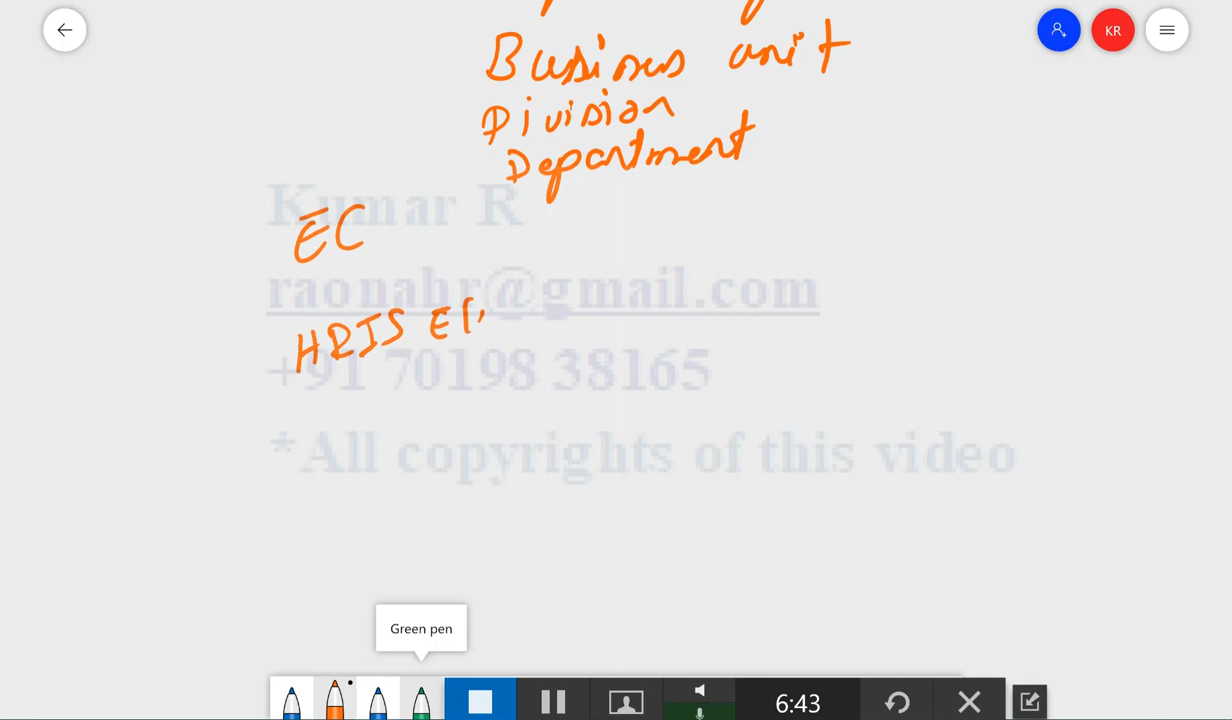 KR
Business unit
Division
Department
Kumar R
EC
raonahr@gmail.com
HRIS
+91 70198 38165
*All copyrights of this video
Green pen
6:43